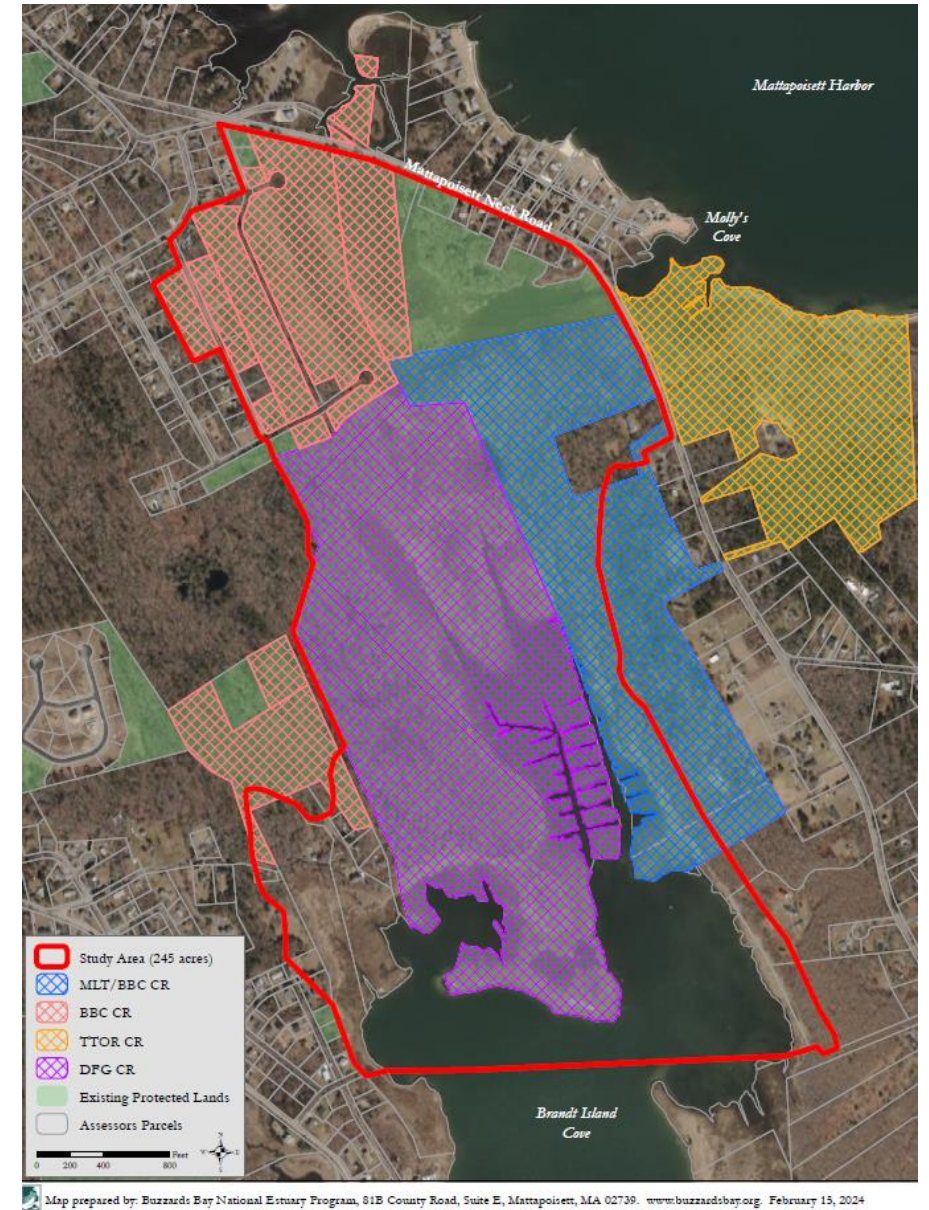 Mattapoisett Harbor
Mattapoisett Neck Road
Molly's
Cove
Study Area (245 acres)
MLT/BBC CR
BBC CR
TTOR CR
DFG CR
Existing Protected Lands
Assessors Parcels
Feet
0 200 400 800
N
W E
S
Brandt Island
Cove
Map prepared by: Buzzards Bay National Estuary Program, 81B County Road, Suite E, Mattapoisett, MA 02739. www.buzzardsbay.org. February 15, 2024